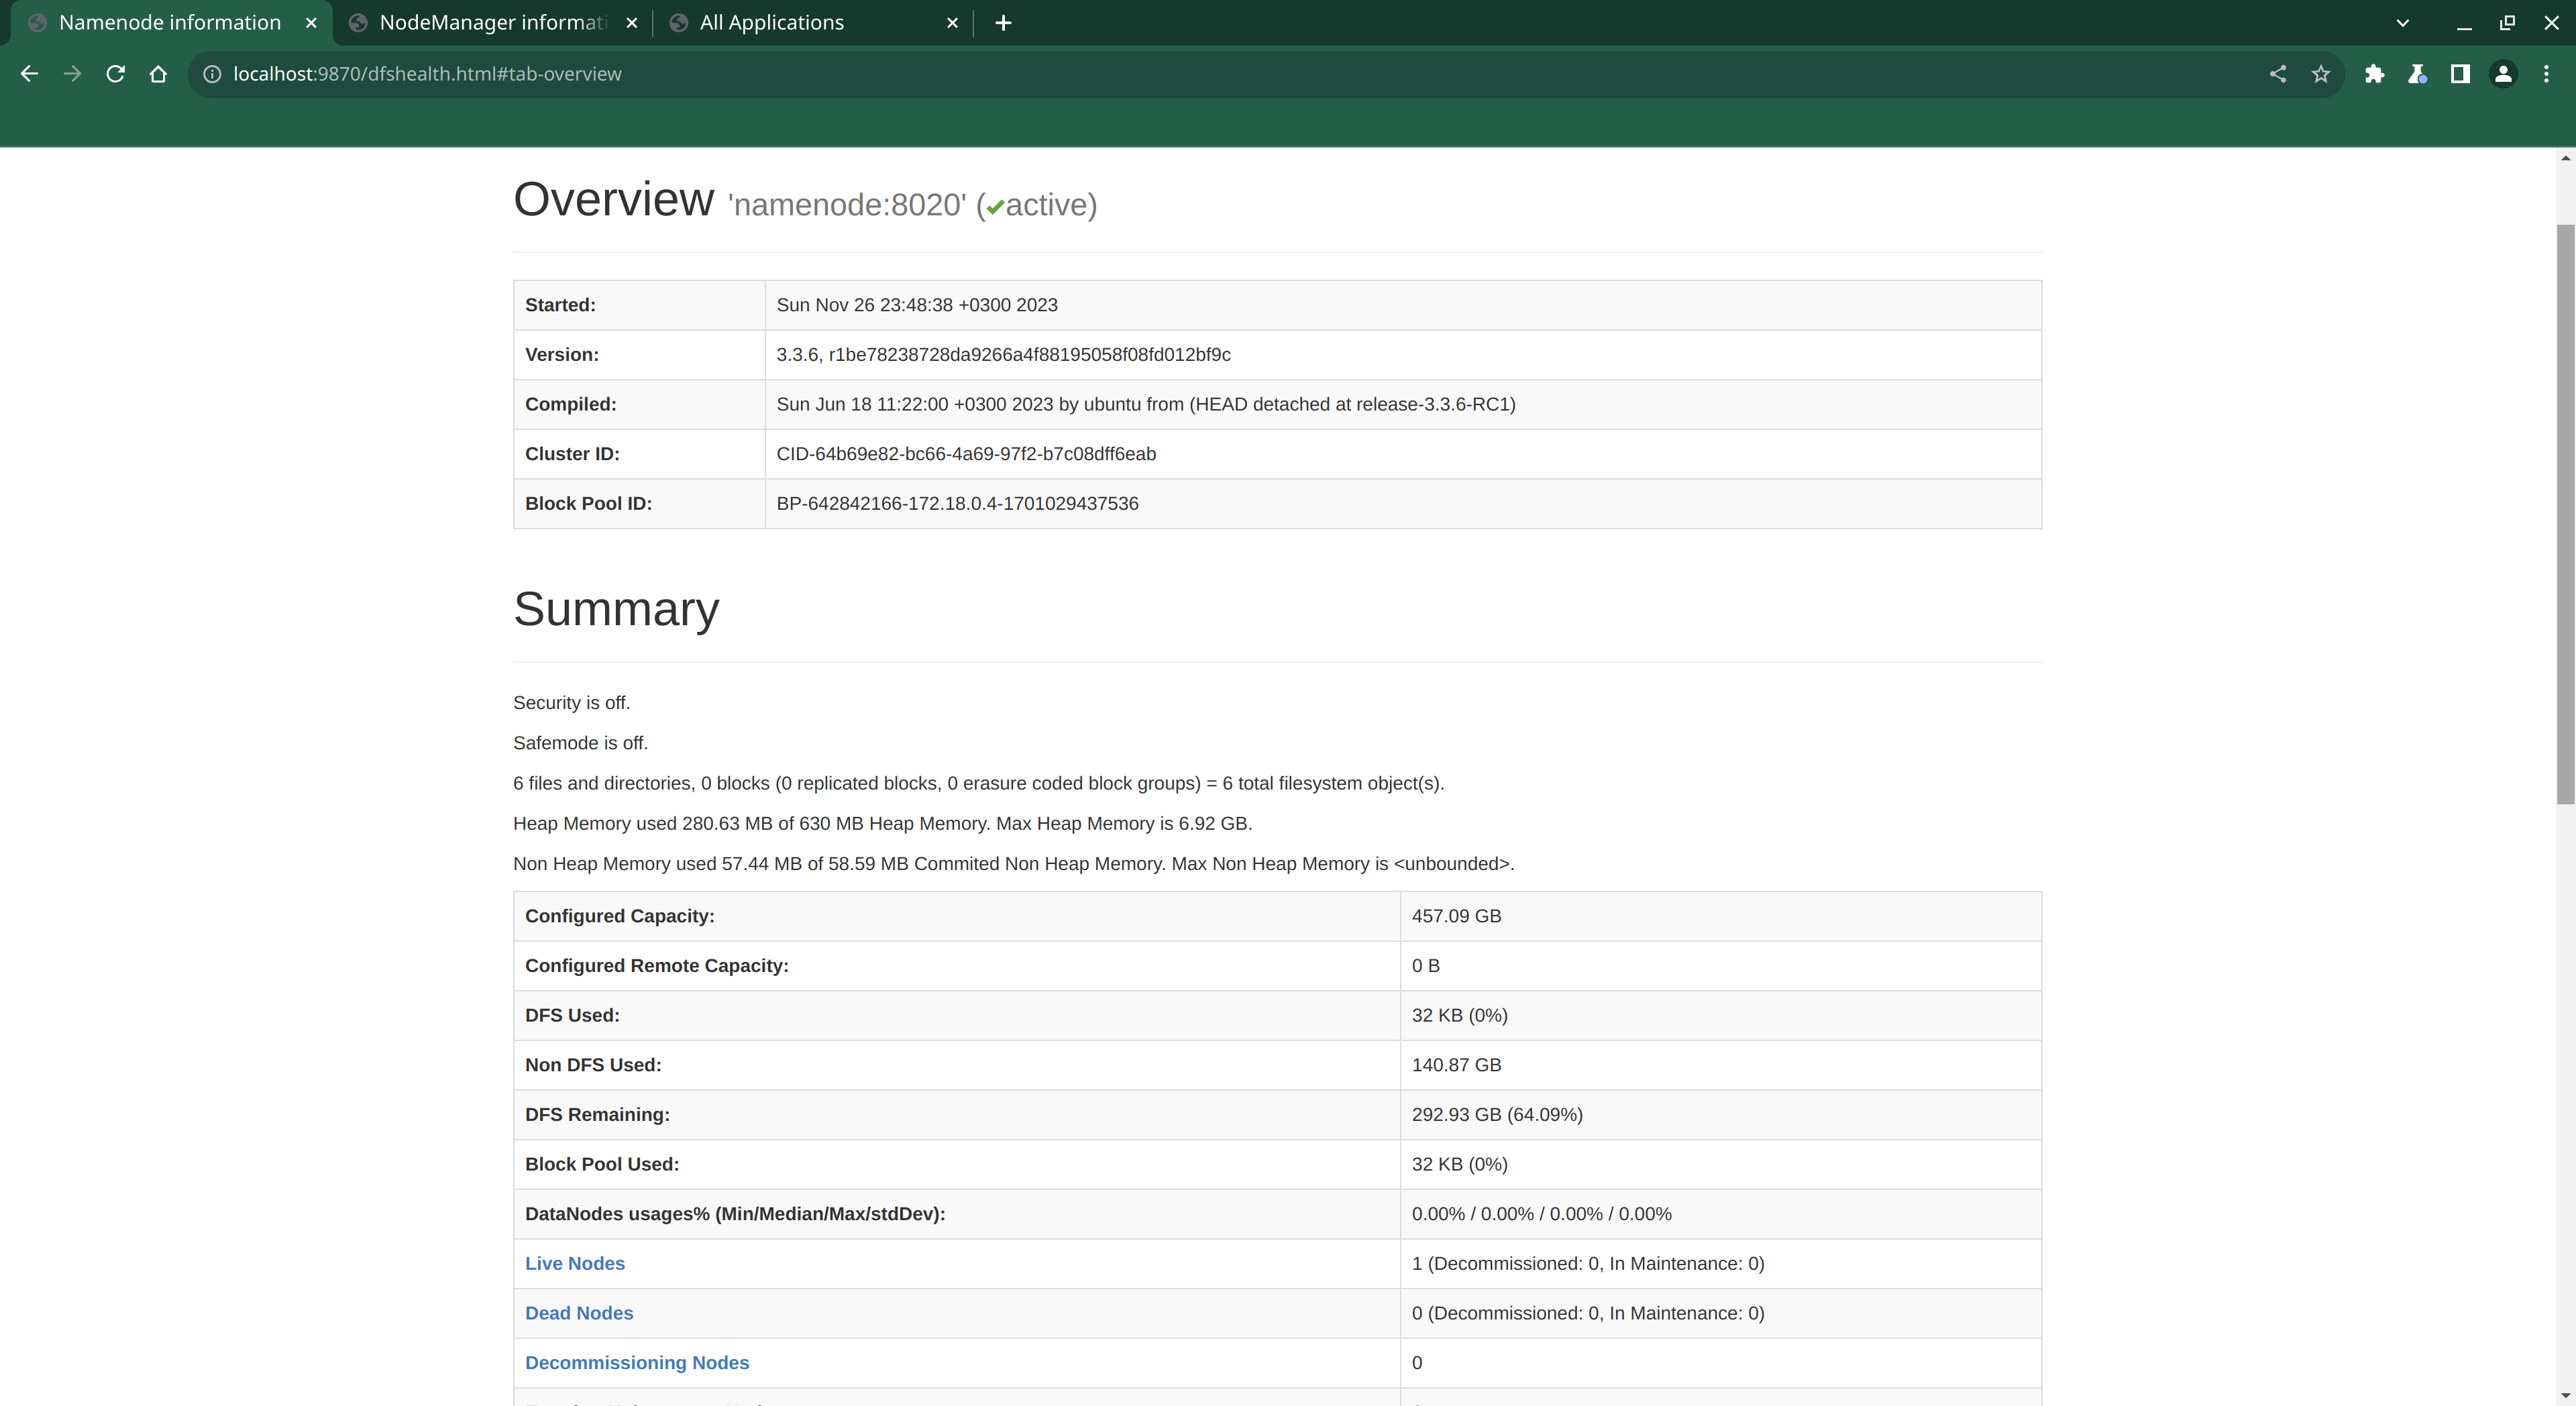 Namenode information
NodeManager informati
All Applications
localhost:9870/dfshealth.html#tab-overview
Overview 'namenode:8020' (✔active)
Started: Sun Nov 26 23:48:38 +0300 2023
Version: 3.3.6, r1be78238728da9266a4f88195058f08fd012bf9c
Compiled: Sun Jun 18 11:22:00 +0300 2023 by ubuntu from (HEAD detached at release-3.3.6-RC1)
Cluster ID: CID-64b69e82-bc66-4a69-97f2-b7c08dff6eab
Block Pool ID: BP-642842166-172.18.0.4-1701029437536
Summary
Security is off.
Safemode is off.
6 files and directories, 0 blocks (0 replicated blocks, 0 erasure coded block groups) = 6 total filesystem object(s).
Heap Memory used 280.63 MB of 630 MB Heap Memory. Max Heap Memory is 6.92 GB.
Non Heap Memory used 57.44 MB of 58.59 MB Commited Non Heap Memory. Max Non Heap Memory is <unbounded>.
Configured Capacity: 457.09 GB
Configured Remote Capacity: 0 B
DFS Used: 32 KB (0%)
Non DFS Used: 140.87 GB
DFS Remaining: 292.93 GB (64.09%)
Block Pool Used: 32 KB (0%)
DataNodes usages% (Min/Median/Max/stdDev): 0.00% / 0.00% / 0.00% / 0.00%
Live Nodes 1 (Decommissioned: 0, In Maintenance: 0)
Dead Nodes 0 (Decommissioned: 0, In Maintenance: 0)
Decommissioning Nodes 0